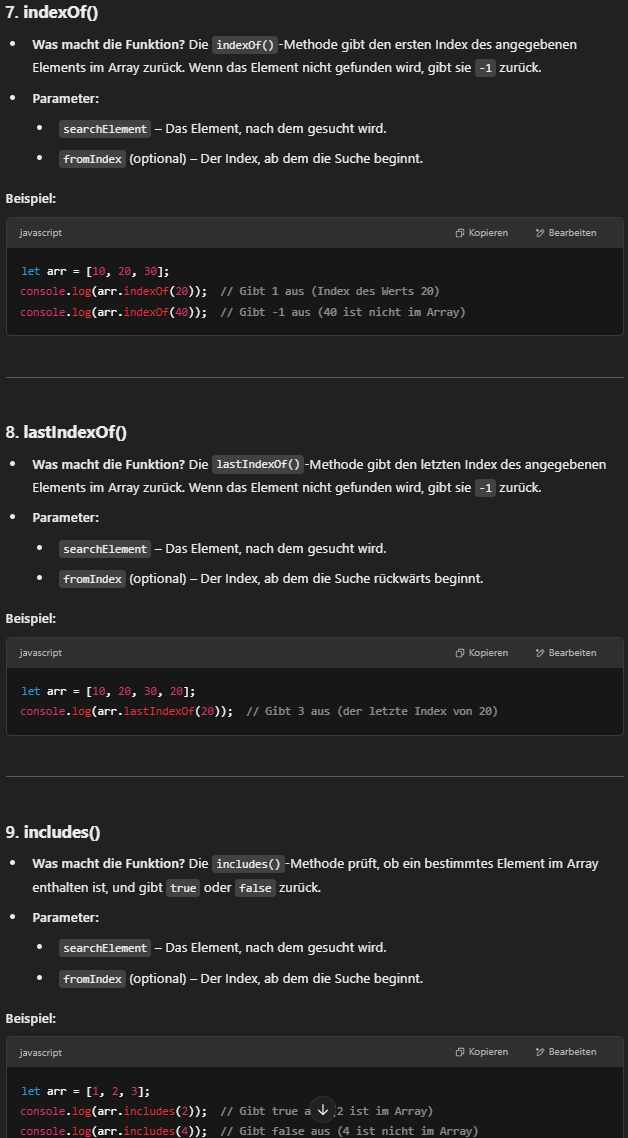 7. indexOf()
Was macht die Funktion? Die indexOf()-Methode gibt den ersten Index des angegebenen
Elements im Array zurück. Wenn das Element nicht gefunden wird, gibt sie -1 zurück.
Parameter:
searchElement – Das Element, nach dem gesucht wird.
fromIndex (optional) – Der Index, ab dem die Suche beginnt.
Beispiel:
javascript Kopieren Bearbeiten
let arr = [10, 20, 30];
console.log(arr.indexOf(20));  // Gibt 1 aus (Index des Werts 20)
console.log(arr.indexOf(40));  // Gibt -1 aus (40 ist nicht im Array)
8. lastIndexOf()
Was macht die Funktion? Die lastIndexOf()-Methode gibt den letzten Index des angegebenen
Elements im Array zurück. Wenn das Element nicht gefunden wird, gibt sie -1 zurück.
Parameter:
searchElement – Das Element, nach dem gesucht wird.
fromIndex (optional) – Der Index, ab dem die Suche rückwärts beginnt.
Beispiel:
javascript Kopieren Bearbeiten
let arr = [10, 20, 30, 20];
console.log(arr.lastIndexOf(20));  // Gibt 3 aus (der letzte Index von 20)
9. includes()
Was macht die Funktion? Die includes()-Methode prüft, ob ein bestimmtes Element im Array
enthalten ist, und gibt true oder false zurück.
Parameter:
searchElement – Das Element, nach dem gesucht wird.
fromIndex (optional) – Der Index, ab dem die Suche beginnt.
Beispiel:
javascript Kopieren Bearbeiten
let arr = [1, 2, 3];
console.log(arr.includes(2));  // Gibt true 2 ist im Array)
console.log(arr.includes(4));  // Gibt false aus (4 ist nicht im Array)